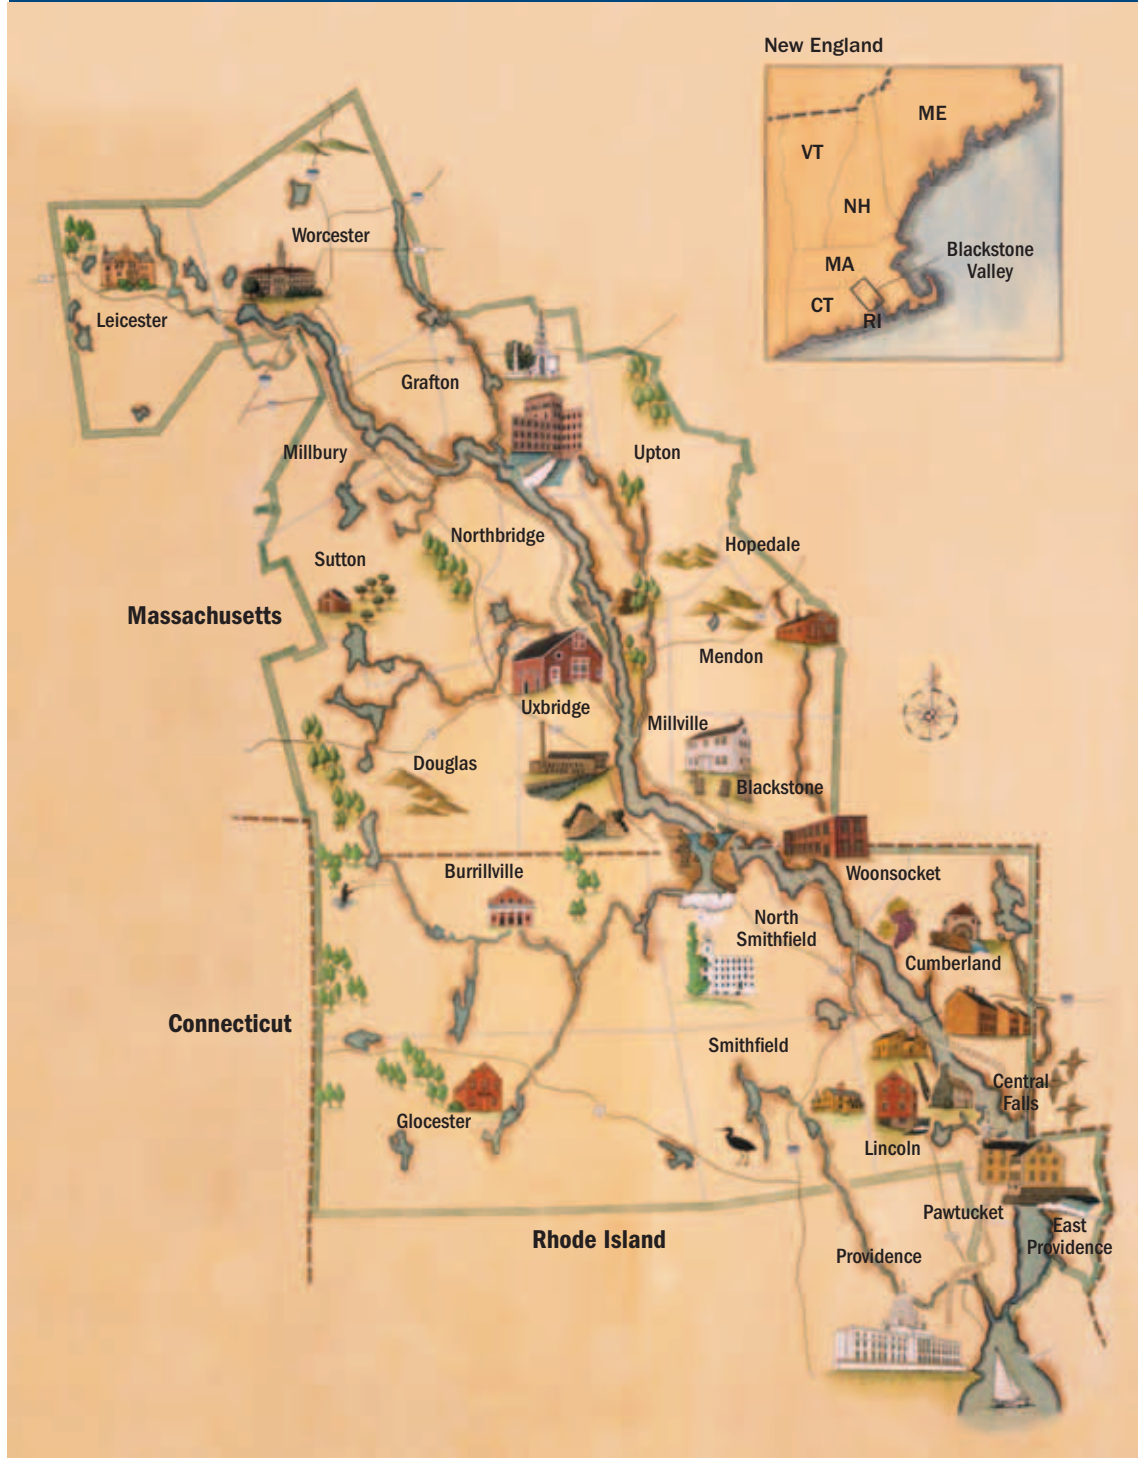 New England
ME
VT
NH
Blackstone
Valley
MA
CT
RI
Worcester
Leicester
Grafton
Millbury
Upton
Northbridge
Hopedale
Sutton
Massachusetts
Mendon
Uxbridge
Millville
Douglas
Blackstone
Burrillville
Woonsocket
North
Smithfield
Cumberland
Connecticut
Smithfield
Central
Falls
Glocester
Lincoln
Pawtucket
East
Providence
Rhode Island
Providence